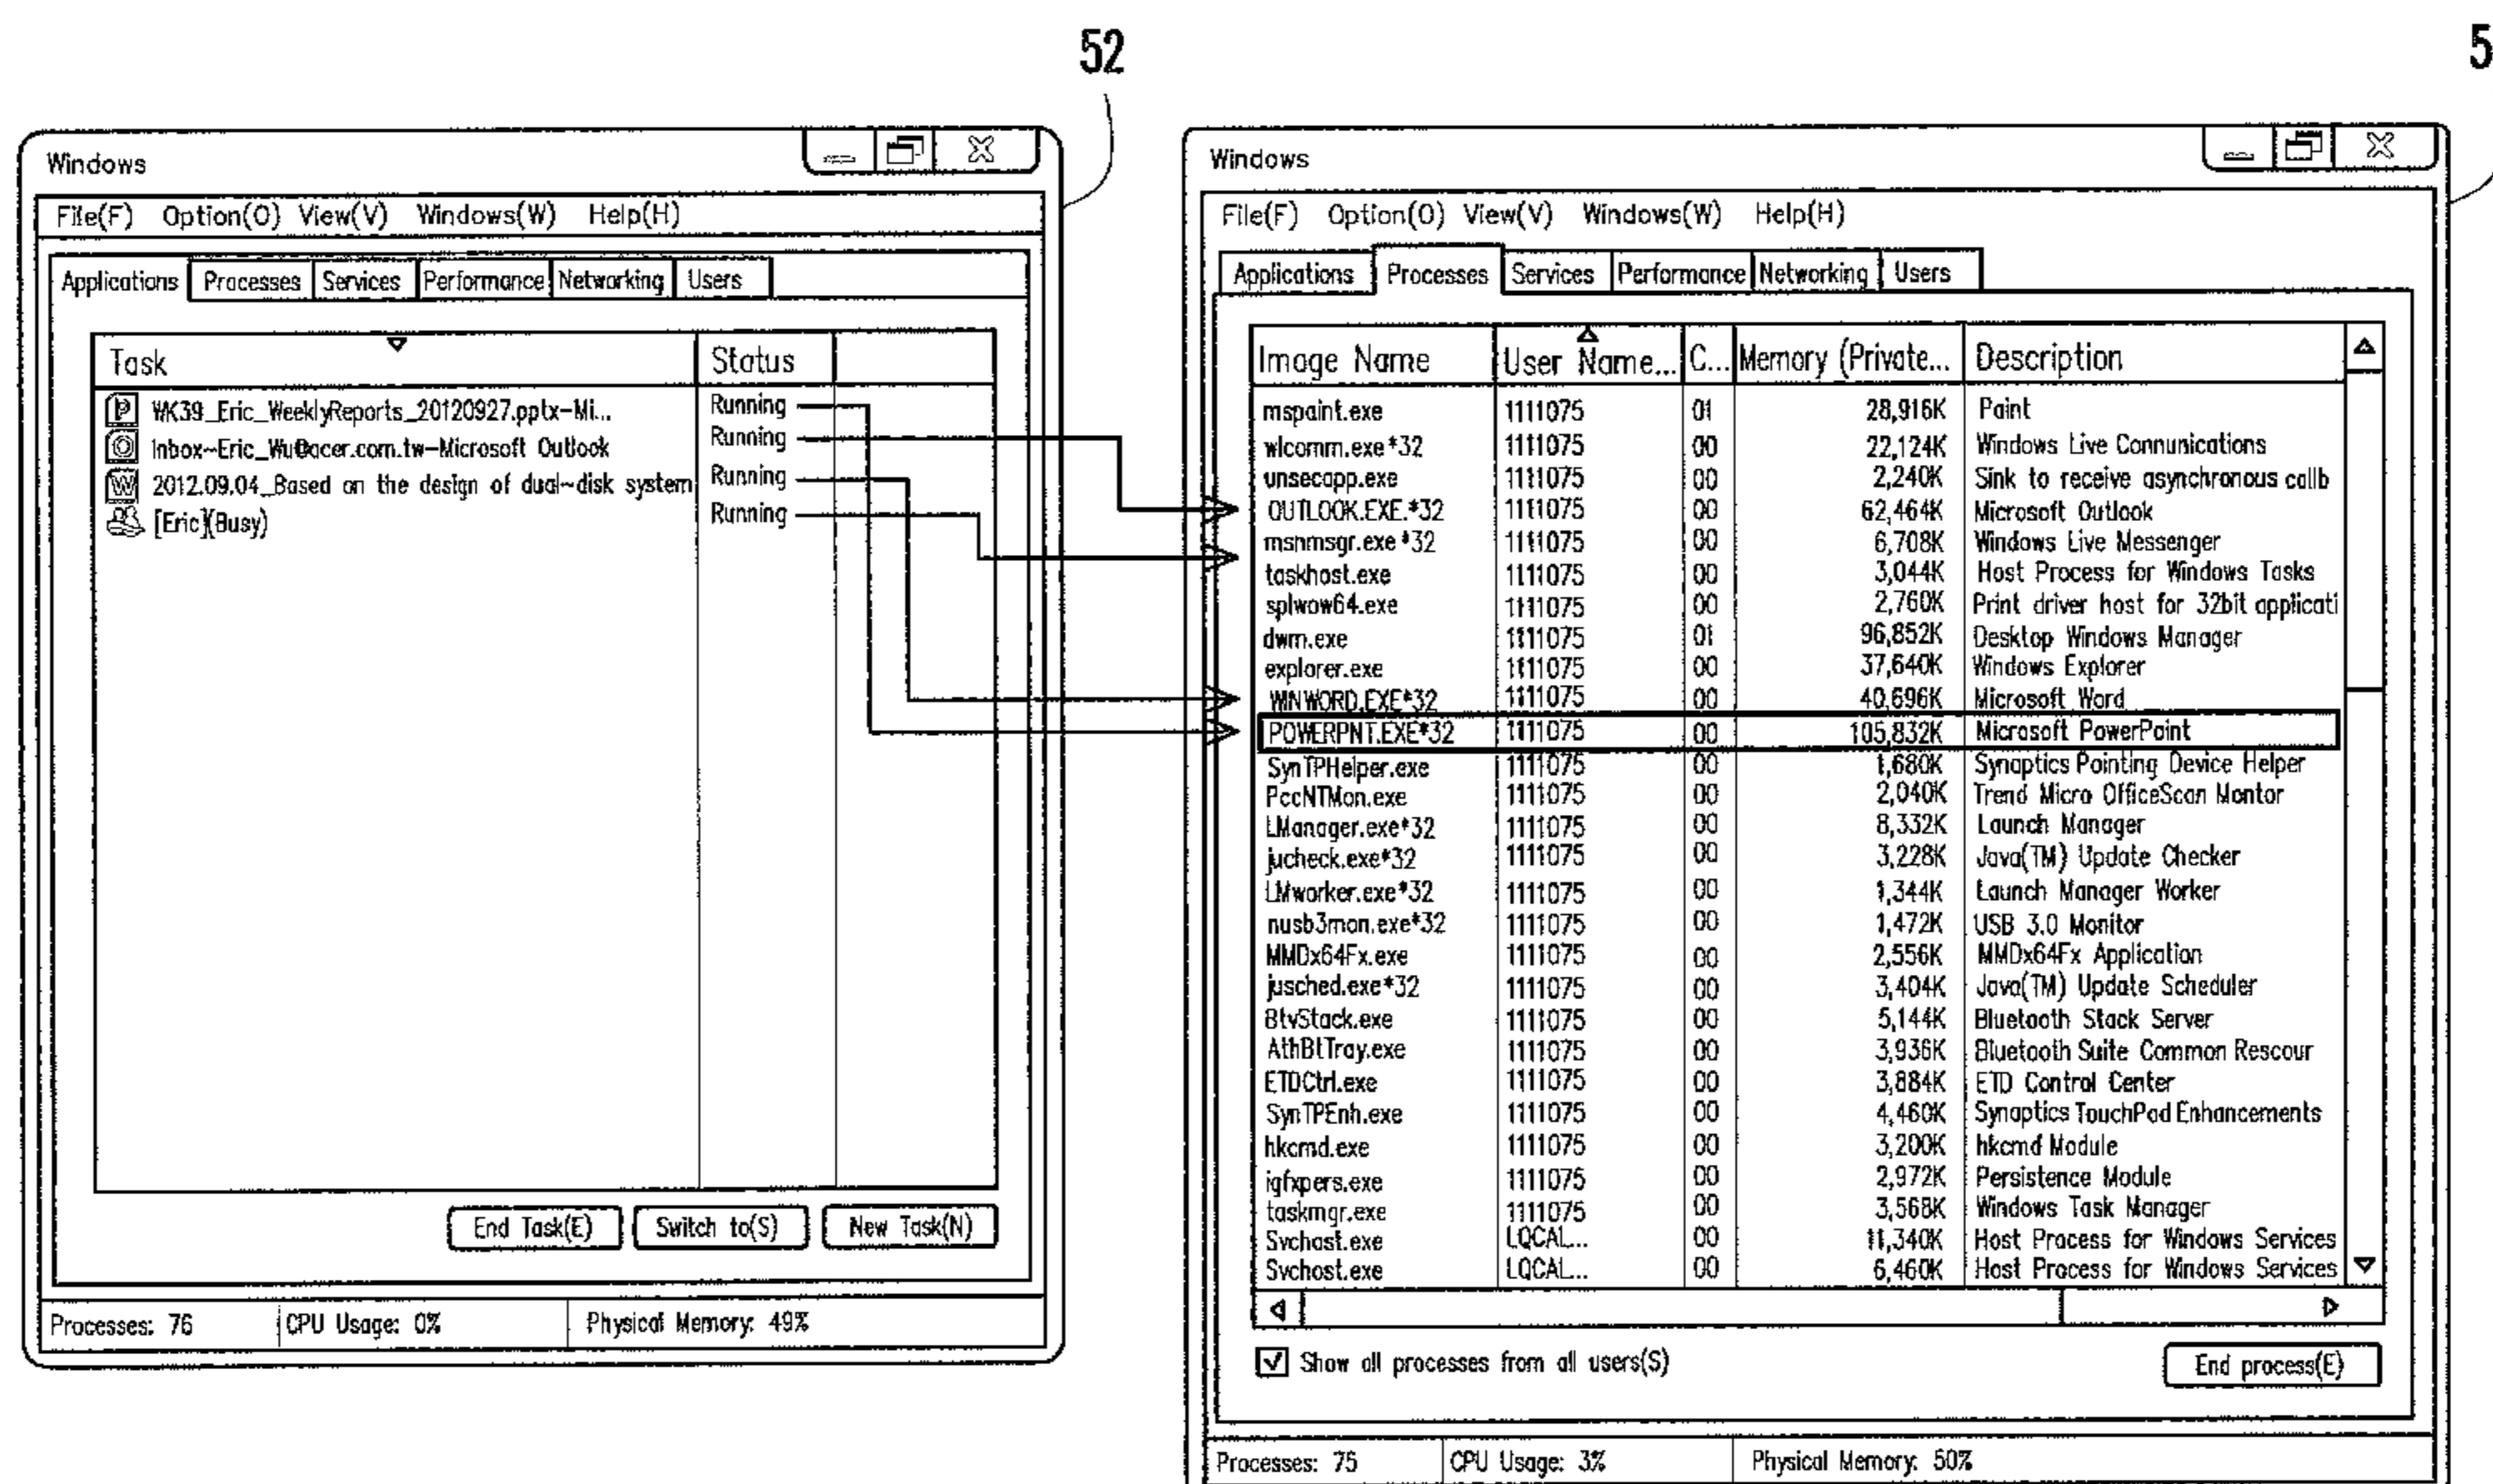 52
5
Windows
File(F) Option(O) View(V) Windows(W) Help(H)
Applications Processes Services Performance Networking Users
Task Status
WK39_Eric_WeeklyReports_20120927.pptx-Mi... Running
Inbox~Eric_Wu@acer.com.tw-Microsoft Outlook Running
2012.09.04_Based on the design of dual~disk system Running
[Eric](Busy) Running
End Task(E) Switch to(S) New Task(N)
Processes: 76 CPU Usage: 0% Physical Memory: 49%
Windows
File(F) Option(O) View(V) Windows(W) Help(H)
Applications Processes Services Performance Networking Users
Image Name User Name... C... Memory (Private... Description
mspaint.exe 1111075 01 28,916K Paint
wlcomm.exe*32 1111075 00 22,124K Windows Live Connunications
unsecapp.exe 1111075 00 2,240K Sink to receive asynchronous callb
OUTLOOK.EXE.*32 1111075 00 62,464K Microsoft Outlook
msnmsgr.exe*32 1111075 00 6,708K Windows Live Messenger
taskhost.exe 1111075 00 3,044K Host Process for Windows Tasks
splwow64.exe 1111075 00 2,760K Print driver host for 32bit applicati
dwm.exe 1111075 01 96,852K Desktop Windows Manager
explorer.exe 1111075 00 37,640K Windows Explorer
WINWORD.EXE*32 1111075 00 40,696K Microsoft Word
POWERPNT.EXE*32 1111075 00 105,832K Microsoft PowerPoint
SynTPHelper.exe 1111075 00 1,680K Synaptics Pointing Device Helper
PccNTMon.exe 1111075 00 2,040K Trend Micro OfficeScan Montor
LManager.exe*32 1111075 00 8,332K Launch Manager
jucheck.exe*32 1111075 00 3,228K Java(TM) Update Checker
LMworker.exe*32 1111075 00 1,344K Launch Manager Worker
nusb3mon.exe*32 1111075 00 1,472K USB 3.0 Monitor
MMDx64Fx.exe 1111075 00 2,556K MMDx64Fx Application
jusched.exe*32 1111075 00 3,404K Java(TM) Update Scheduler
BtvStack.exe 1111075 00 5,144K Bluetooth Stack Server
AthBtTray.exe 1111075 00 3,936K Bluetooth Suite Common Rescour
ETDCtrl.exe 1111075 00 3,884K ETD Control Center
SynTPEnh.exe 1111075 00 4,460K Synaptics TouchPad Enhancements
hkcmd.exe 1111075 00 3,200K hkcmd Module
igfxpers.exe 1111075 00 2,972K Persistence Module
taskmgr.exe 1111075 00 3,568K Windows Task Manager
Svchost.exe LQCAL... 00 11,340K Host Process for Windows Services
Svchost.exe LQCAL... 00 6,460K Host Process for Windows Services
Show all processes from all users(S) End process(E)
Processes: 75 CPU Usage: 3% Physical Memory: 50%